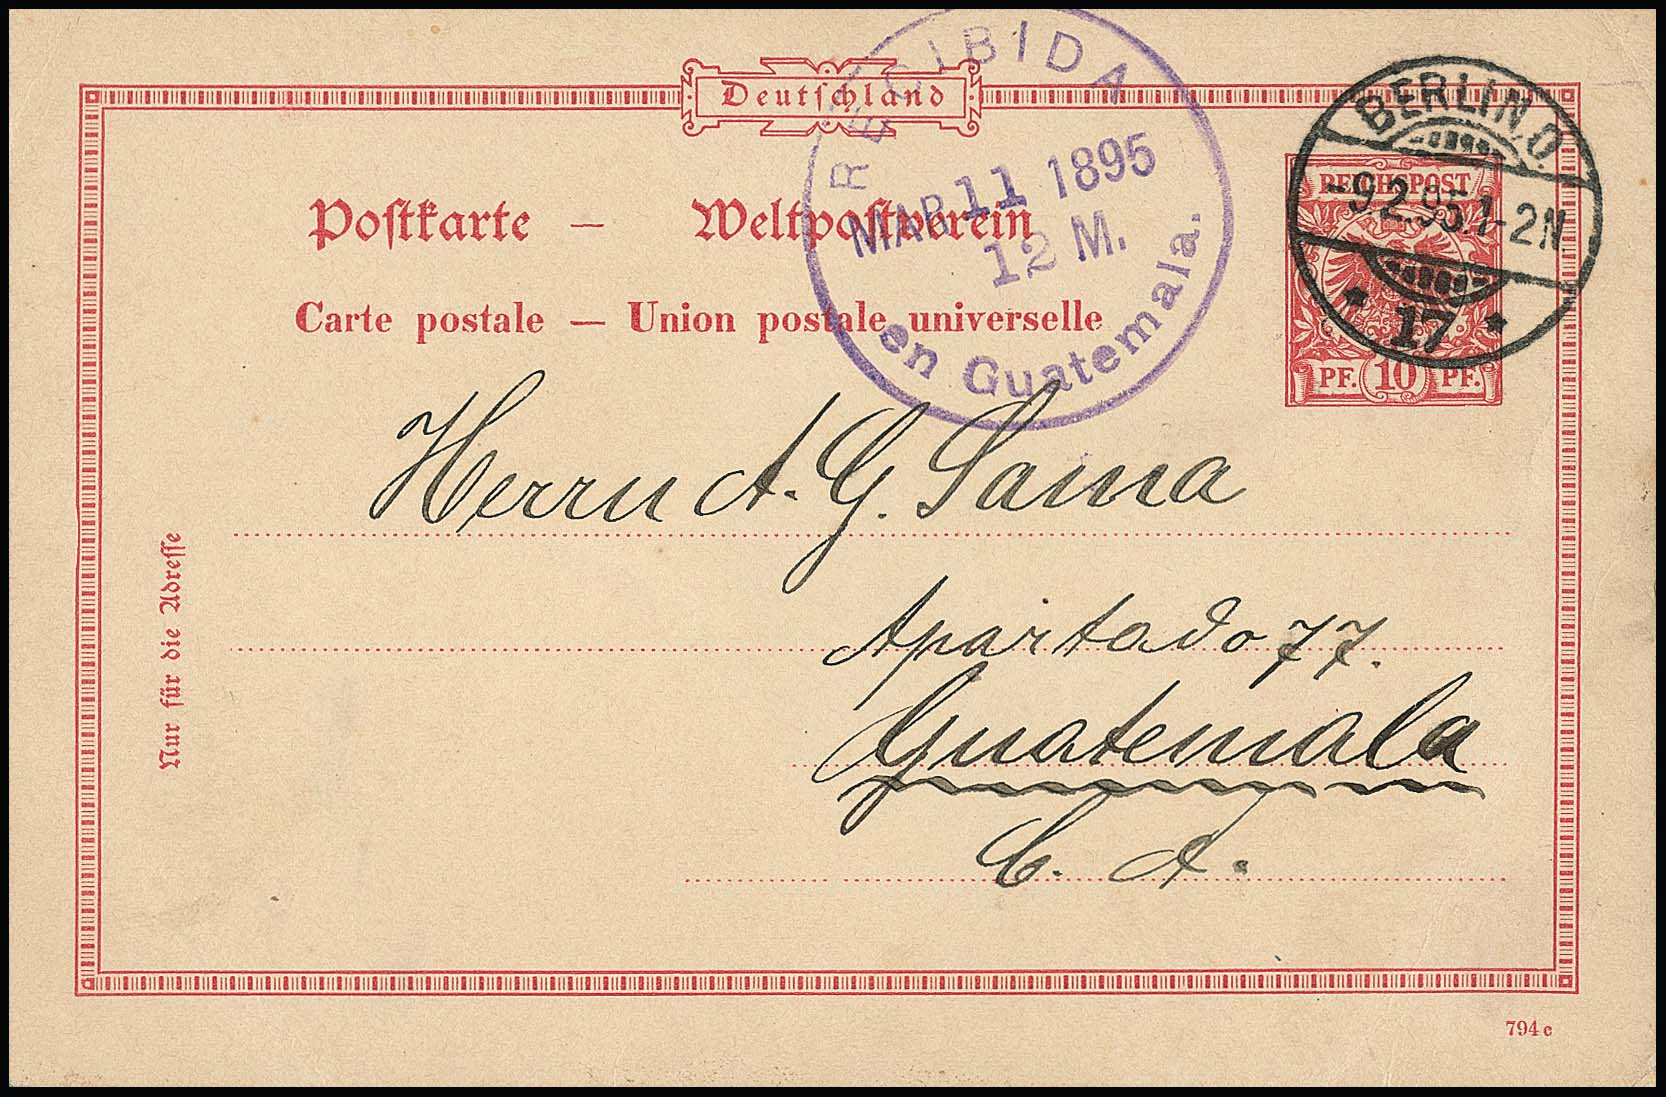 Deutschland
RECIBIDA
MAR 11 1895
12 M.
en Guatemala.
BERLIN.O.
-9.2.95.1-2N.
* 17 *
REICHSPOST
PF. 10 PF.
Postkarte — Weltpostverein
Carte postale — Union postale universelle
Herrn A. G. Sama
Apartado 77.
Guatemala
C. A.
Nur für die Adresse
794 c